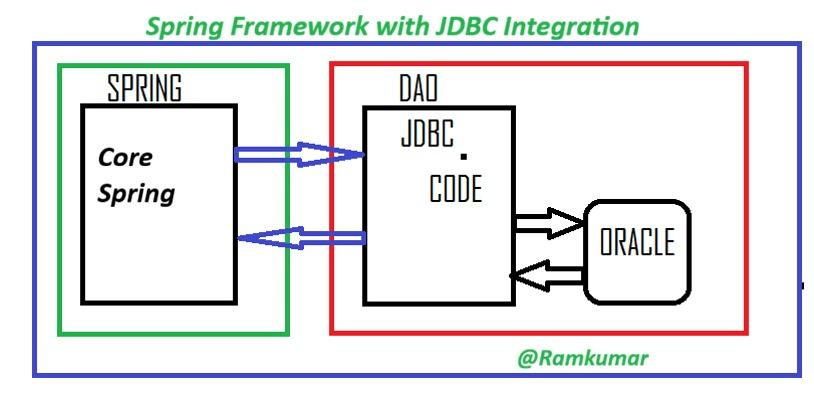 Spring Framework with JDBC Integration
SPRING
Core
Spring
DAO
JDBC
CODE
ORACLE
@Ramkumar